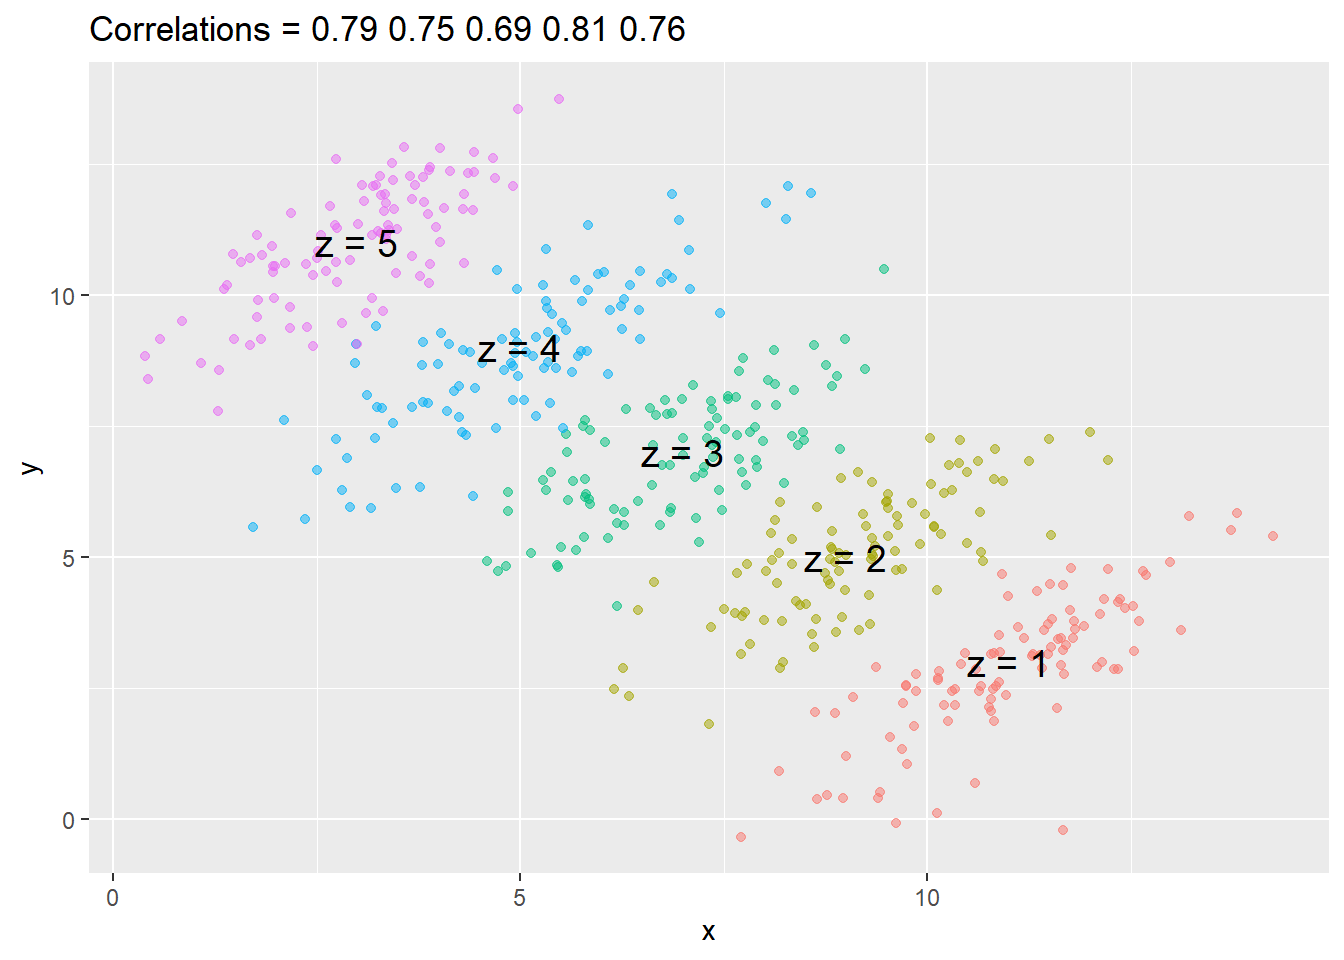 Correlations = 0.79 0.75 0.69 0.81 0.76
10
5
0
y
z = 5
z = 4
z = 3
z = 2
z = 1
0 5 10
x